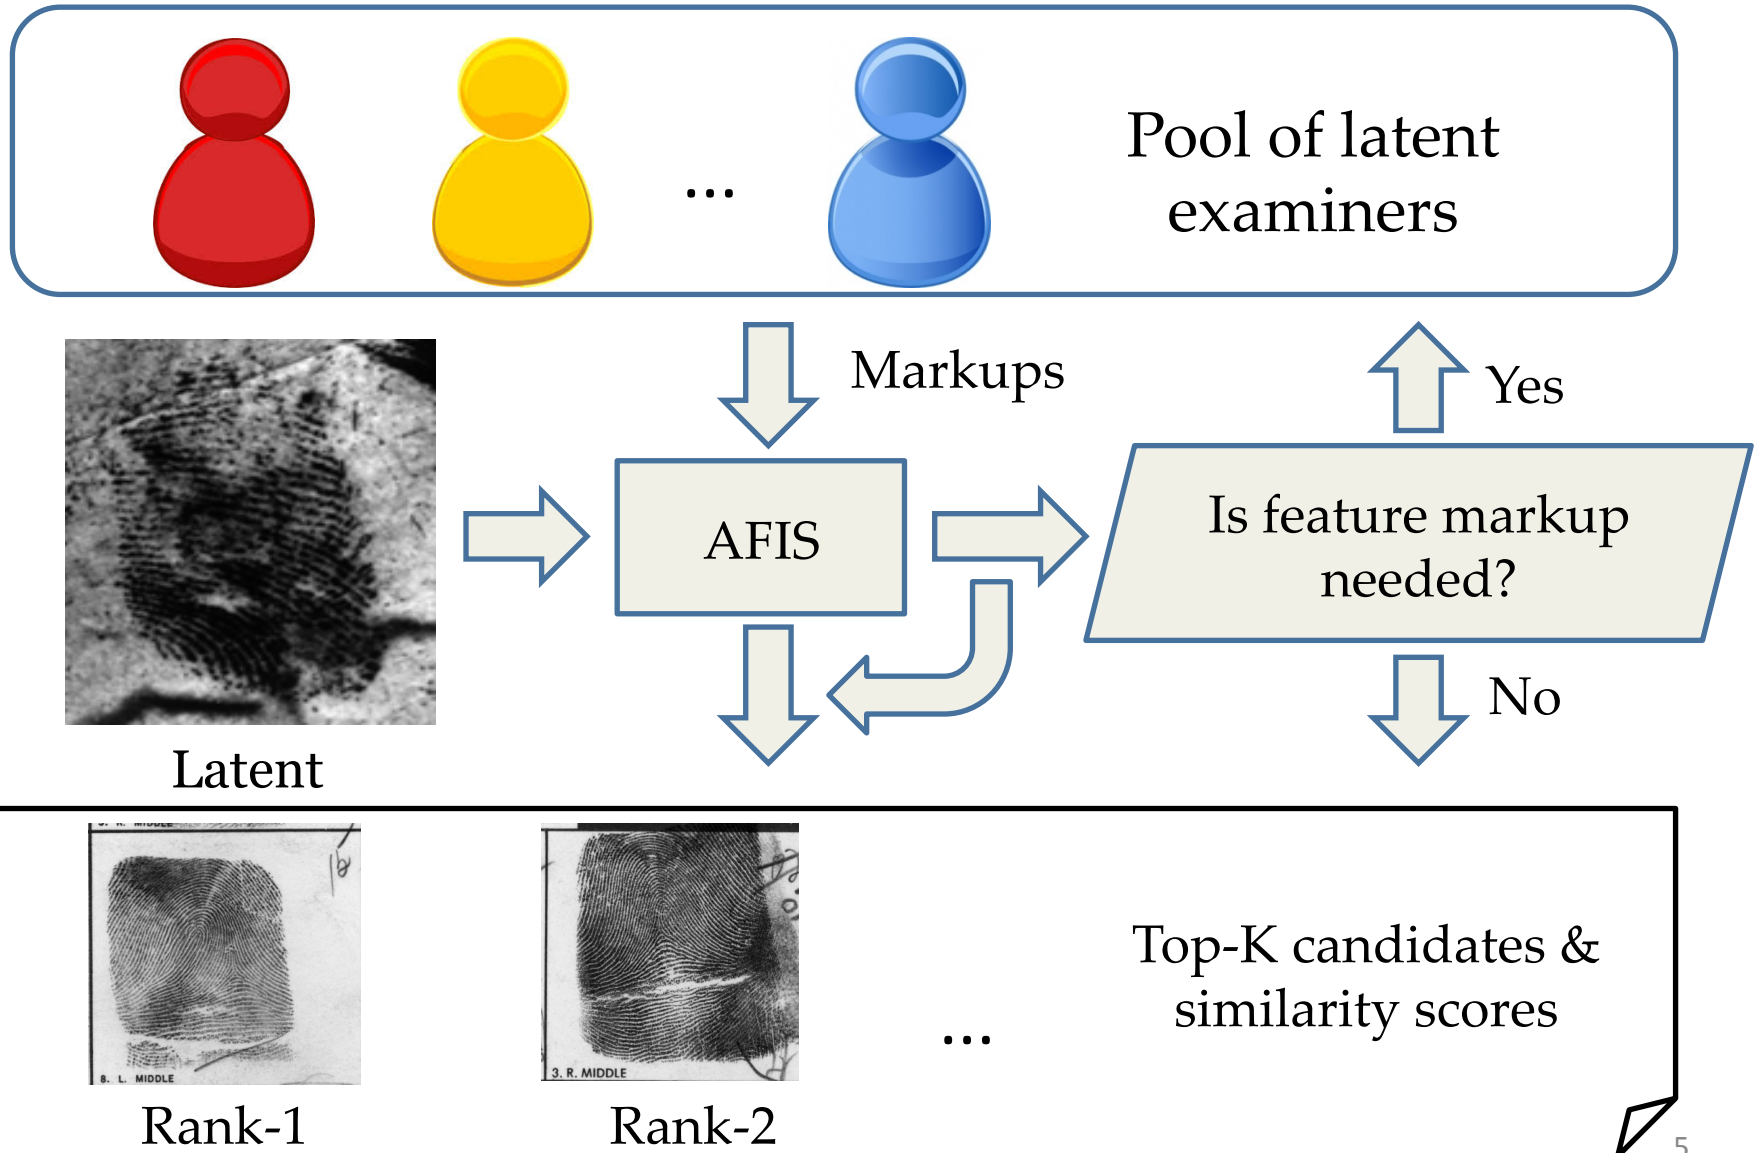 Pool of latent
examiners
...
Markups
Yes
AFIS
Is feature markup
needed?
No
Latent
MIDDLE
8. L. MIDDLE
3. R. MIDDLE
Top-K candidates &
similarity scores
...
Rank-1
Rank-2
5